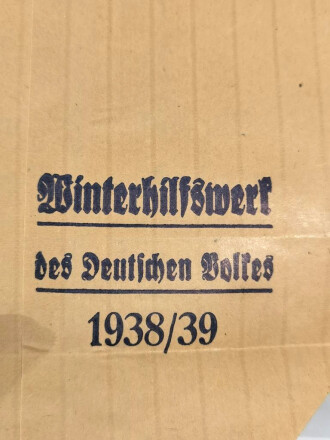 Winterhilfswerk
des Deutschen Volkes
1938/39